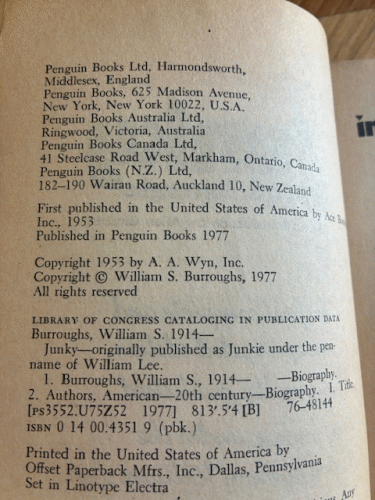 Penguin Books Ltd, Harmondsworth,
Middlesex, England
Penguin Books, 625 Madison Avenue,
New York, New York 10022, U.S.A.
Penguin Books Australia Ltd,
Ringwood, Victoria, Australia
Penguin Books Canada Ltd,
41 Steelcase Road West, Markham, Ontario, Canada
Penguin Books (N.Z.) Ltd,
182–190 Wairau Road, Auckland 10, New Zealand
First published in the United States of America by Ace
Inc., 1953
Published in Penguin Books 1977
Copyright 1953 by A. A. Wyn, Inc.
Copyright © William S. Burroughs, 1977
All rights reserved
LIBRARY OF CONGRESS CATALOGING IN PUBLICATION DATA
Burroughs, William S. 1914–
Junky—originally published as Junkie under the pen-
name of William Lee.
1. Burroughs, William S., 1914– —Biography.
2. Authors, American—20th century—Biography. I. Title.
[PS3552.U75Z52 1977] 813'.5'4 [B] 76-48144
ISBN 0 14 00.4351 9 (pbk.)
Printed in the United States of America by
Offset Paperback Mfrs., Inc., Dallas, Pennsylvania
Set in Linotype Electra
Any